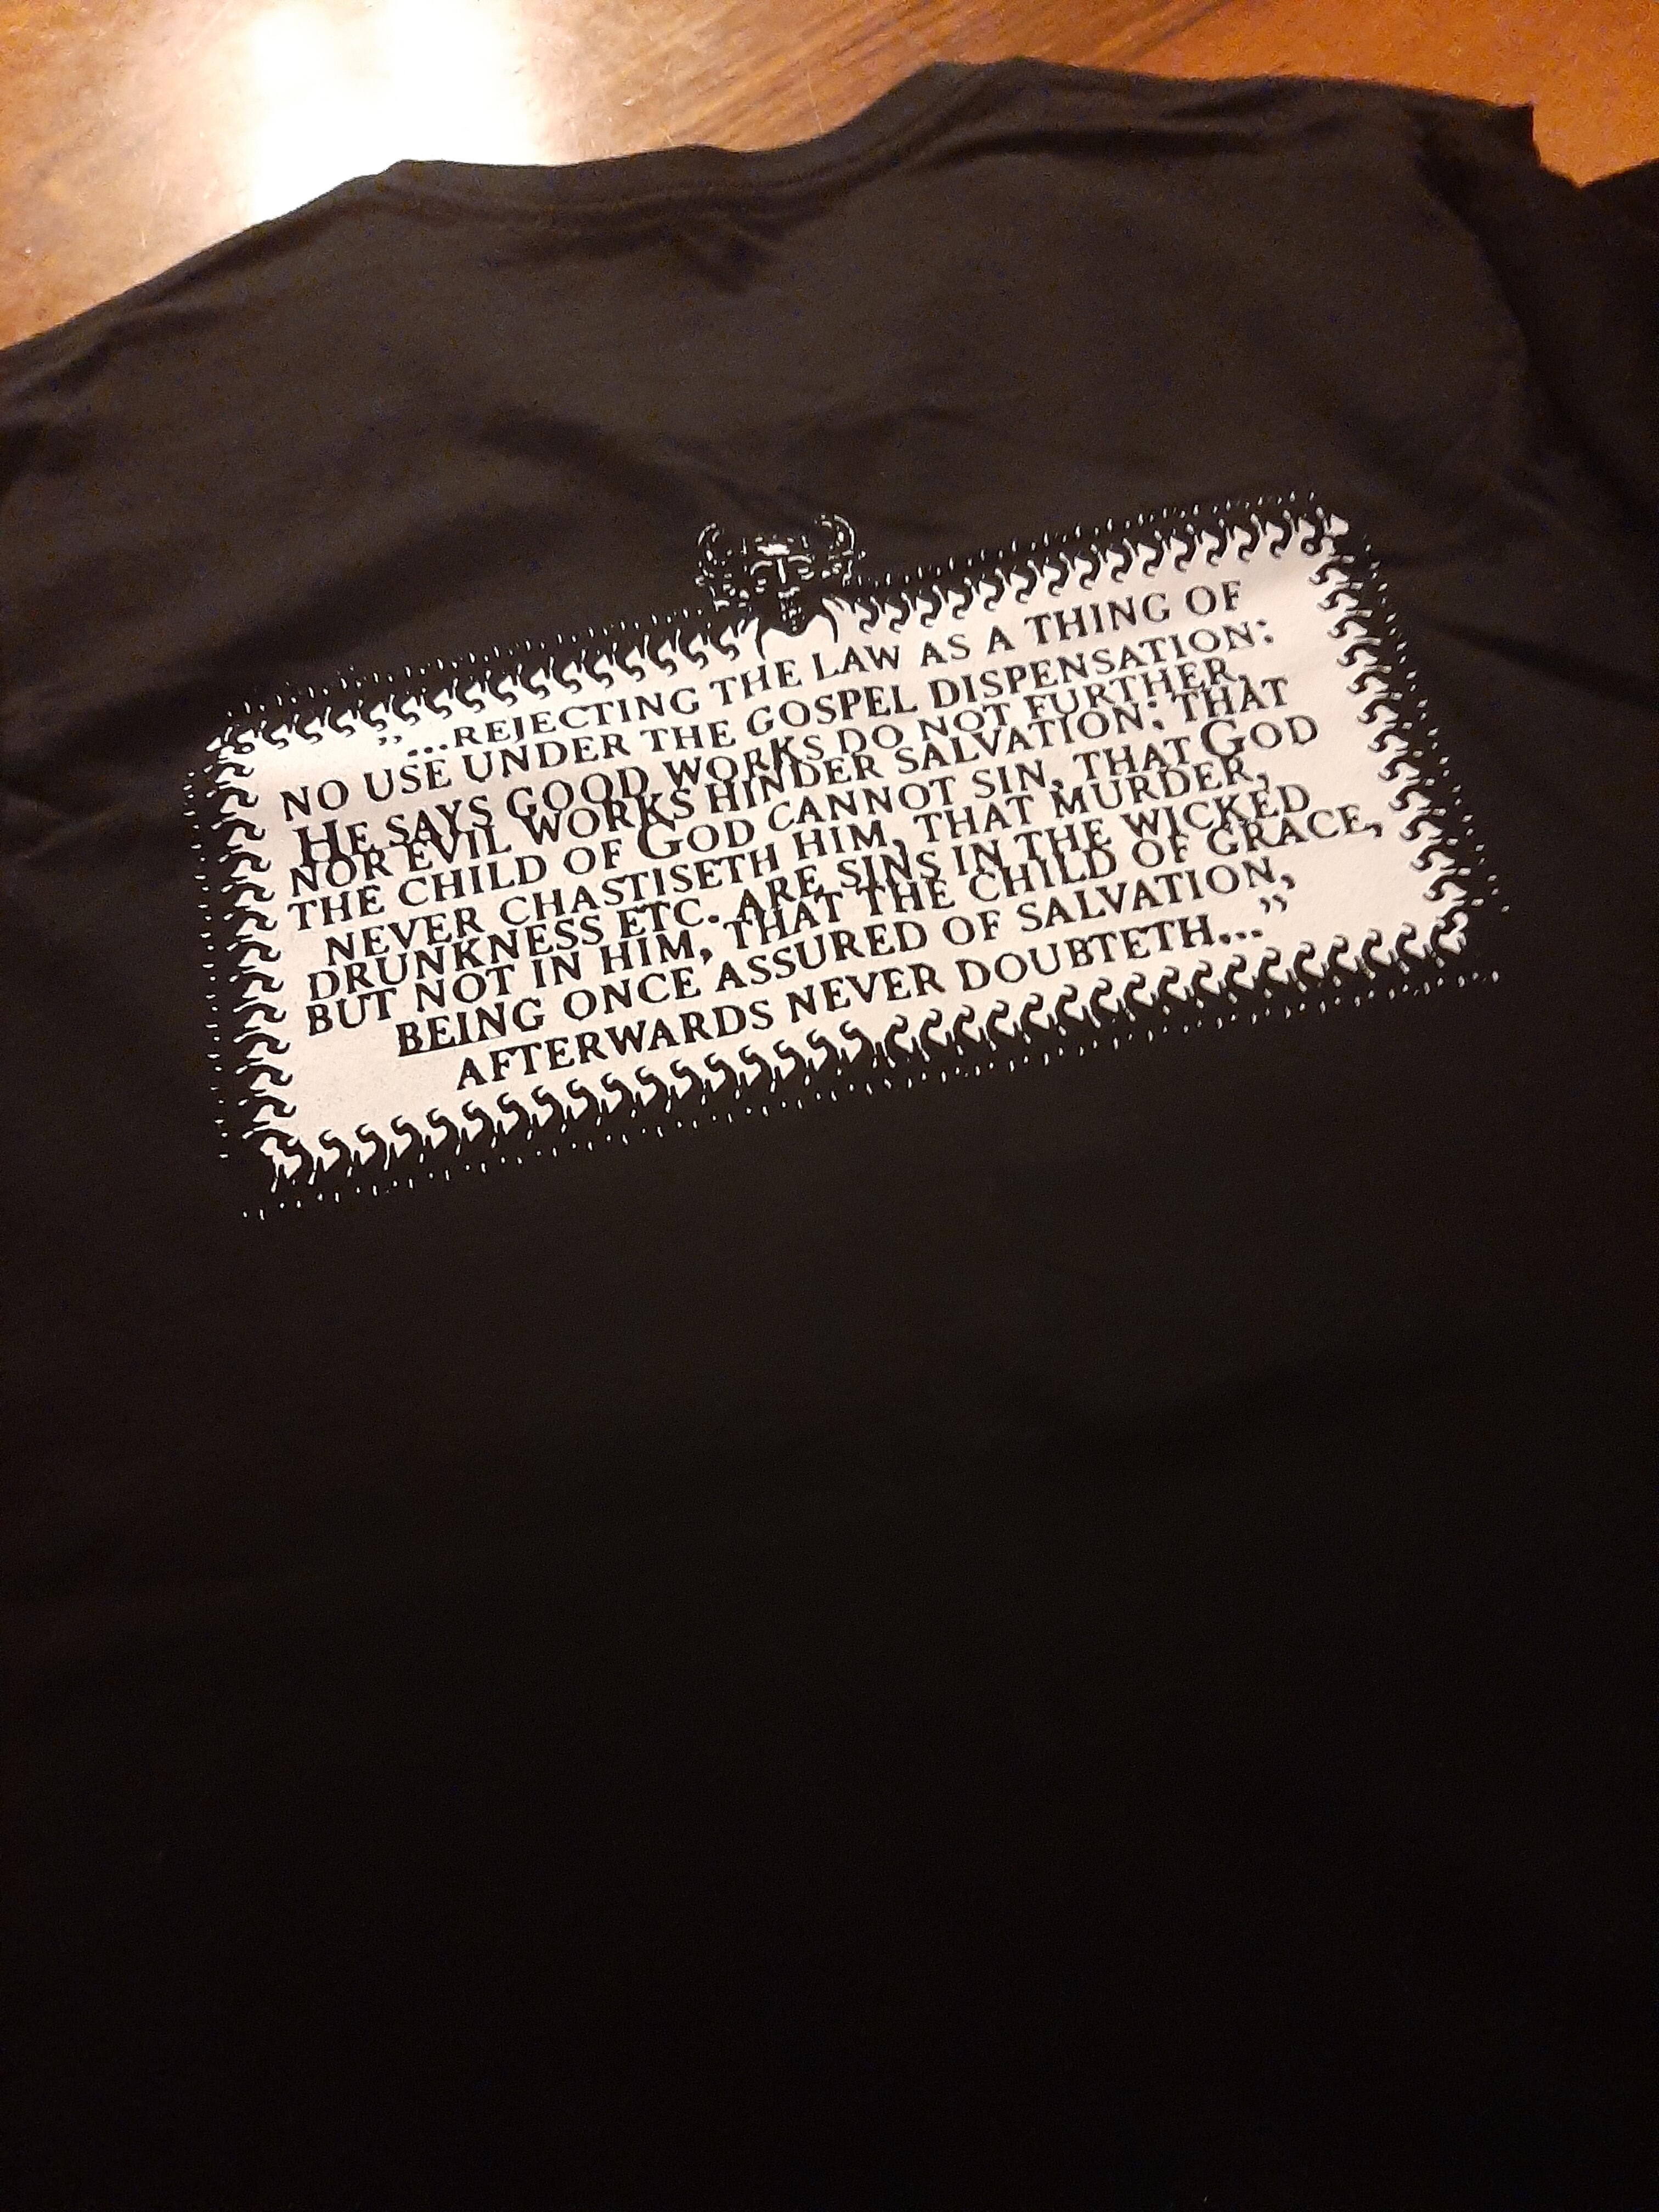 „...REJECTING THE LAW AS A THING OF
NO USE UNDER THE GOSPEL DISPENSATION:
HE SAYS GOOD WORKS DO NOT FURTHER,
NOR EVIL WORKS HINDER SALVATION: THAT
THE CHILD OF GOD CANNOT SIN, THAT GOD
NEVER CHASTISETH HIM, THAT MURDER,
DRUNKNESS ETC. ARE SINS IN THE WICKED
BUT NOT IN HIM, THAT THE CHILD OF GRACE,
BEING ONCE ASSURED OF SALVATION,
AFTERWARDS NEVER DOUBTETH...”